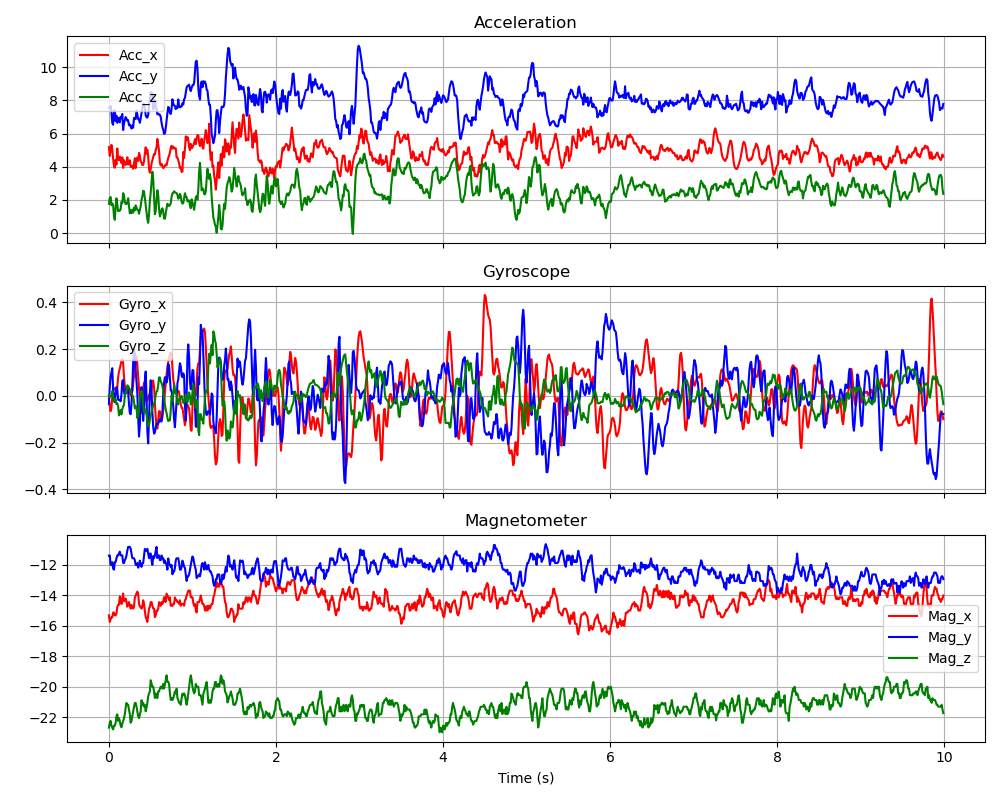 Acceleration
Acc_x
Acc_y
Acc_z
10
8
6
4
2
0
Gyroscope
Gyro_x
Gyro_y
Gyro_z
0.4
0.2
0.0
−0.2
−0.4
Magnetometer
−12
−14
−16
−18
−20
−22
Mag_x
Mag_y
Mag_z
0 2 4 6 8 10
Time (s)